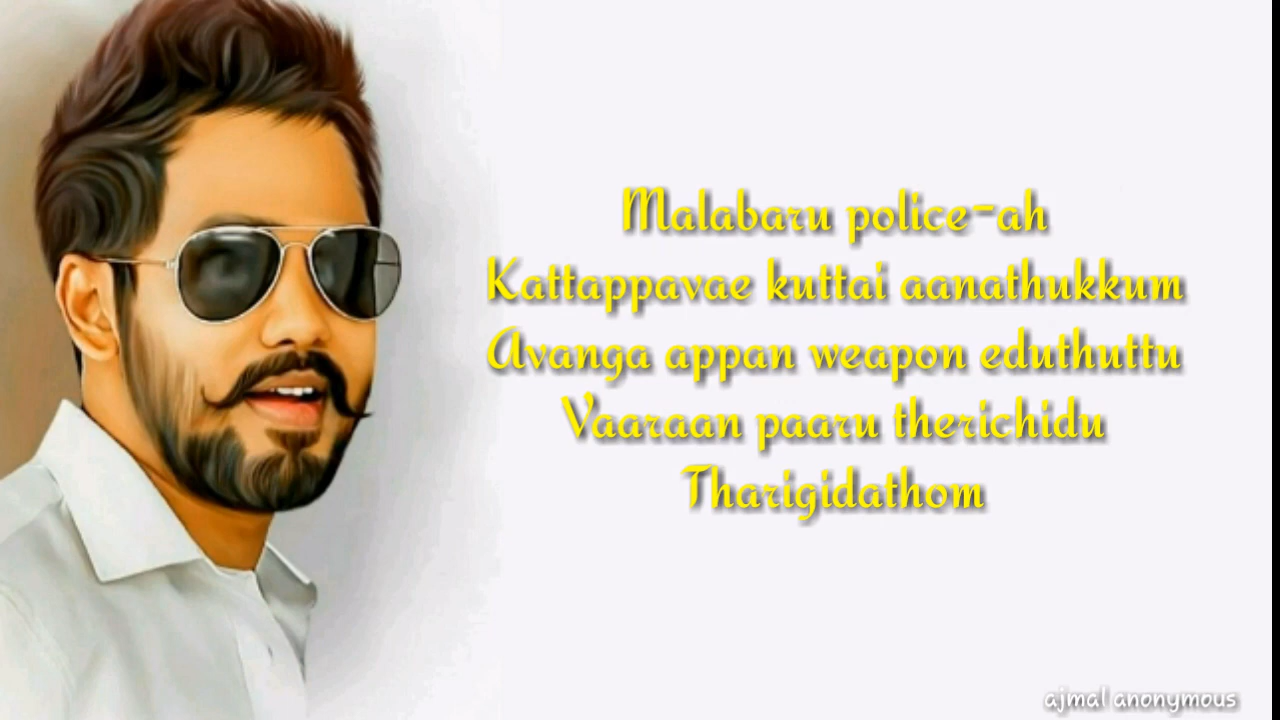 Malabaru police-ah
Kattappavae kuttai aanathukkum
Avanga appan weapon eduthuttu
Vaaraan paaru therichidu
Tharigidathom
ajmal anonymous